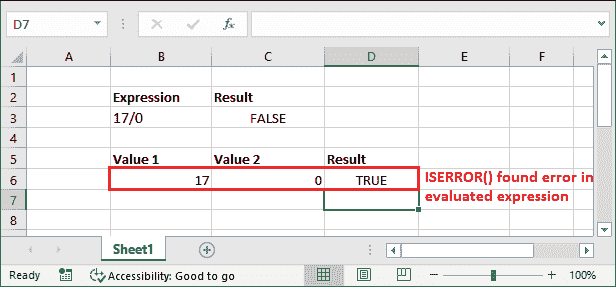 D7
fx
A B C D E F
1
2 Expression Result
3 17/0 FALSE
4
5 Value 1 Value 2 Result
6 17 0 TRUE ISERROR() found error in
7 evaluated expression
8
Sheet1
Ready Accessibility: Good to go 100%